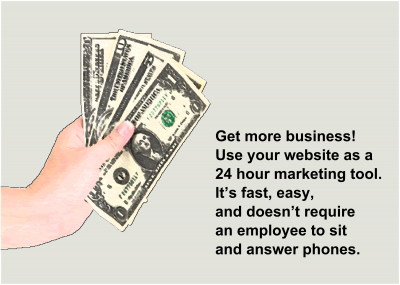 Get more business!
Use your website as a
24 hour marketing tool.
It’s fast, easy,
and doesn’t require
an employee to sit
and answer phones.